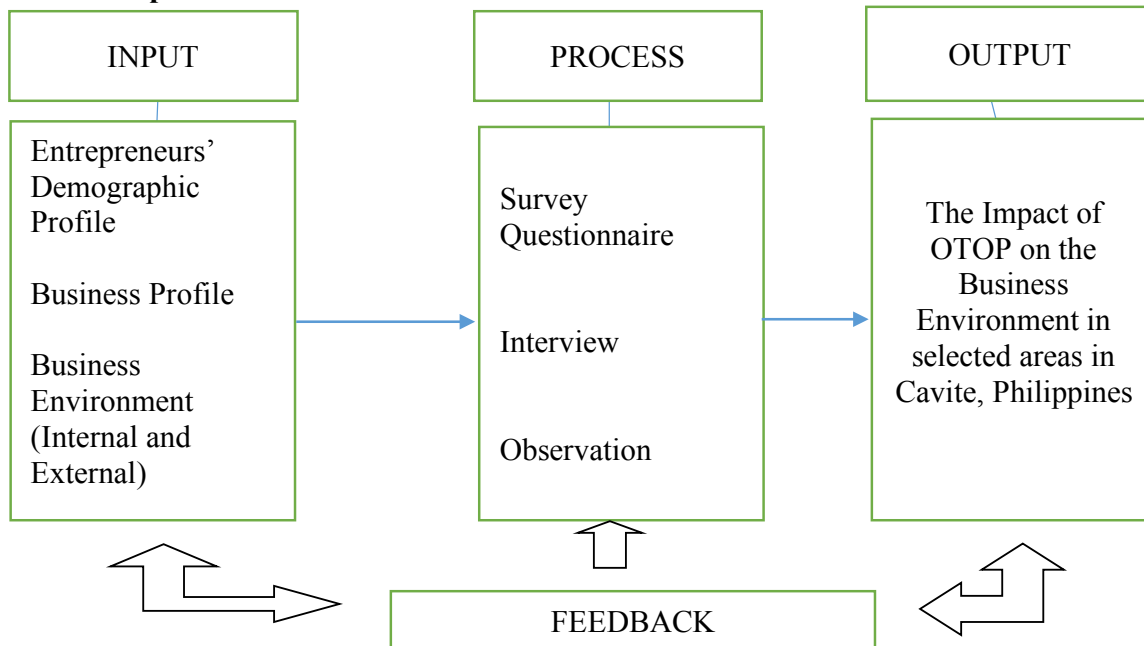 INPUT
PROCESS
OUTPUT
Entrepreneurs’
Demographic
Profile
Business Profile
Business
Environment
(Internal and
External)
Survey
Questionnaire
Interview
Observation
The Impact of
OTOP on the
Business
Environment in
selected areas in
Cavite, Philippines
FEEDBACK